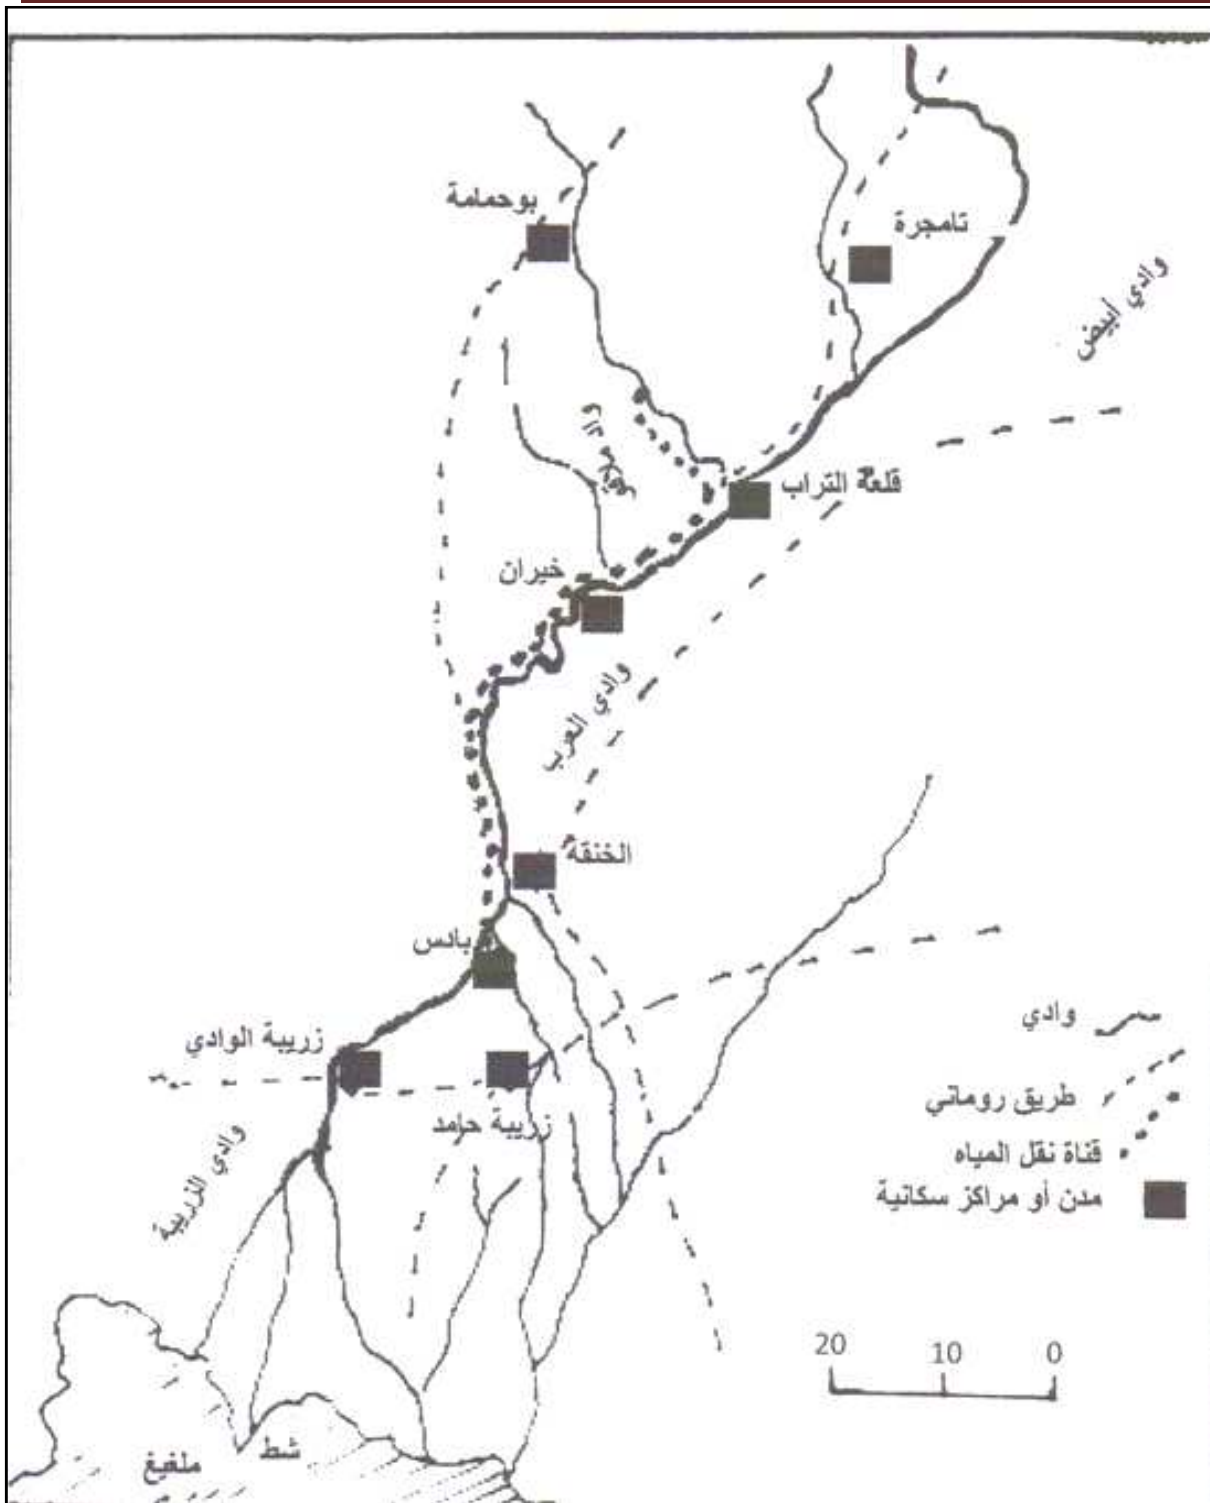 بوحمامة
تامجرة
وادي أبيض
قلعة التراب
خيران
وادي العرب
الخنقة
بادس
زريبة الوادي
زريبة حامد
وادي الزريبة
شط
ملغيغ
وادي
طريق روماني
قناة نقل المياه
مدن أو مراكز سكانية
20 10 0